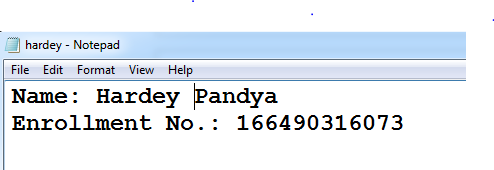 hardey - Notepad
File Edit Format View Help
Name: Hardey Pandya
Enrollment No.: 166490316073